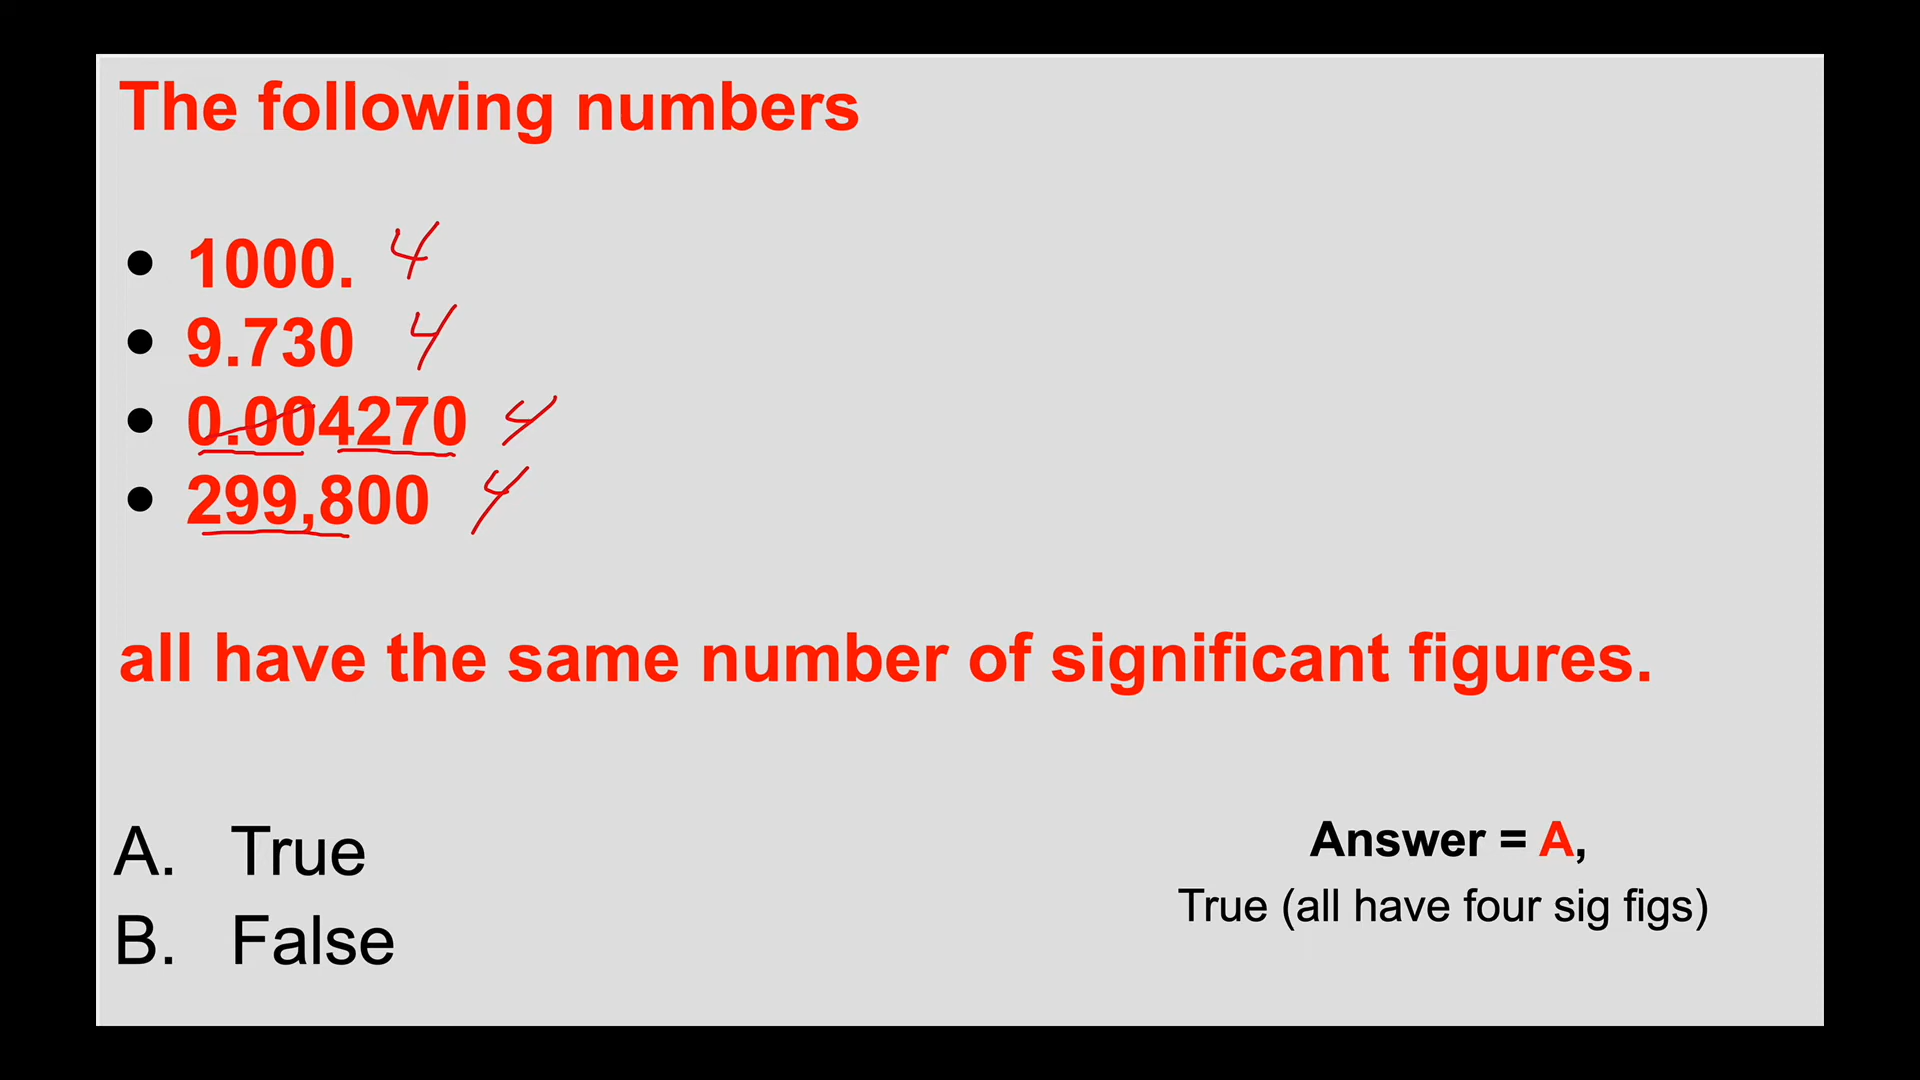 The following numbers
• 1000. 4
• 9.730 4
• 0.004270 4
• 299,800 4
all have the same number of significant figures.
A. True
B. False
Answer = A,
True (all have four sig figs)